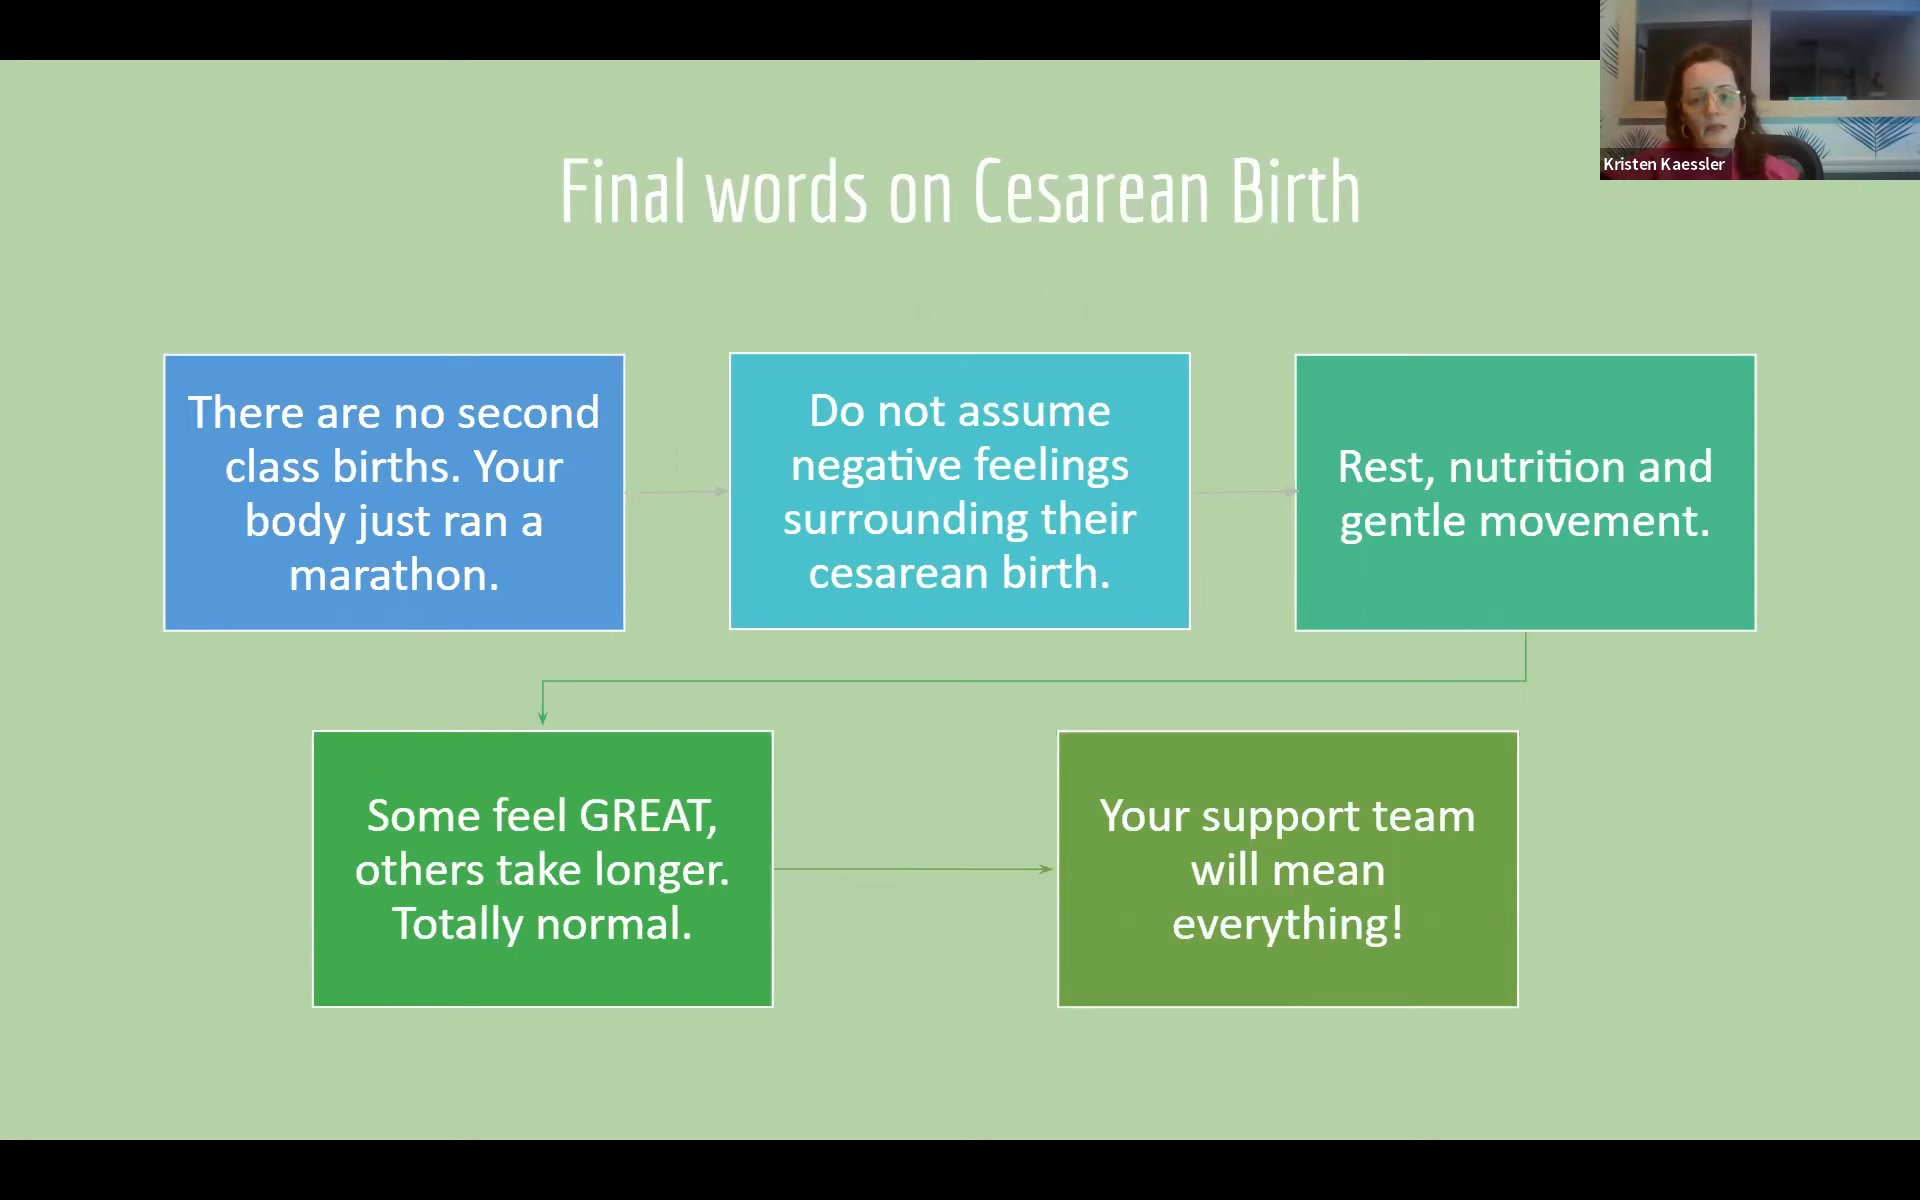 Kristen Kaessler
Final words on Cesarean Birth
There are no second
class births. Your
body just ran a
marathon.
Do not assume
negative feelings
surrounding their
cesarean birth.
Rest, nutrition and
gentle movement.
Some feel GREAT,
others take longer.
Totally normal.
Your support team
will mean
everything!